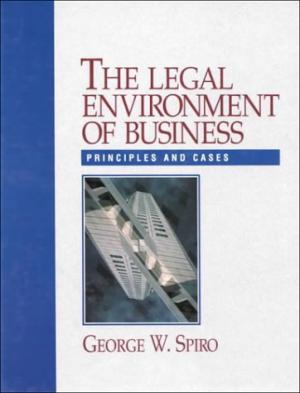 THE LEGAL
ENVIRONMENT
OF BUSINESS
PRINCIPLES AND CASES
GEORGE W. SPIRO